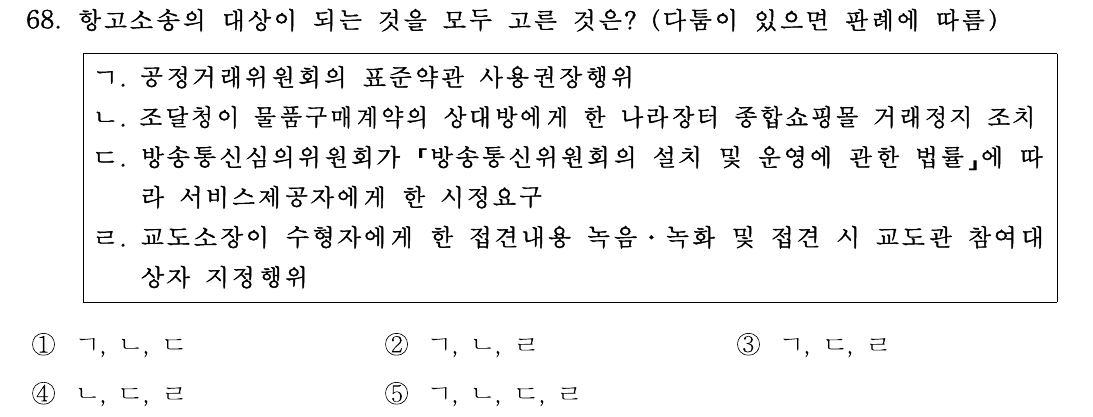 68. 항고소송의 대상이 되는 것을 모두 고른 것은? (다툼이 있으면 판례에 따름)
ㄱ. 공정거래위원회의 표준약관 사용권장행위
ㄴ. 조달청이 물품구매계약의 상대방에게 한 나라장터 종합쇼핑몰 거래정지 조치
ㄷ. 방송통신심의위원회가 「방송통신위원회의 설치 및 운영에 관한 법률」에 따
라 서비스제공자에게 한 시정요구
ㄹ. 교도소장이 수형자에게 한 접견내용 녹음·녹화 및 접견 시 교도관 참여대
상자 지정행위
① ㄱ, ㄴ, ㄷ ② ㄱ, ㄴ, ㄹ ③ ㄱ, ㄷ, ㄹ
④ ㄴ, ㄷ, ㄹ ⑤ ㄱ, ㄴ, ㄷ, ㄹ